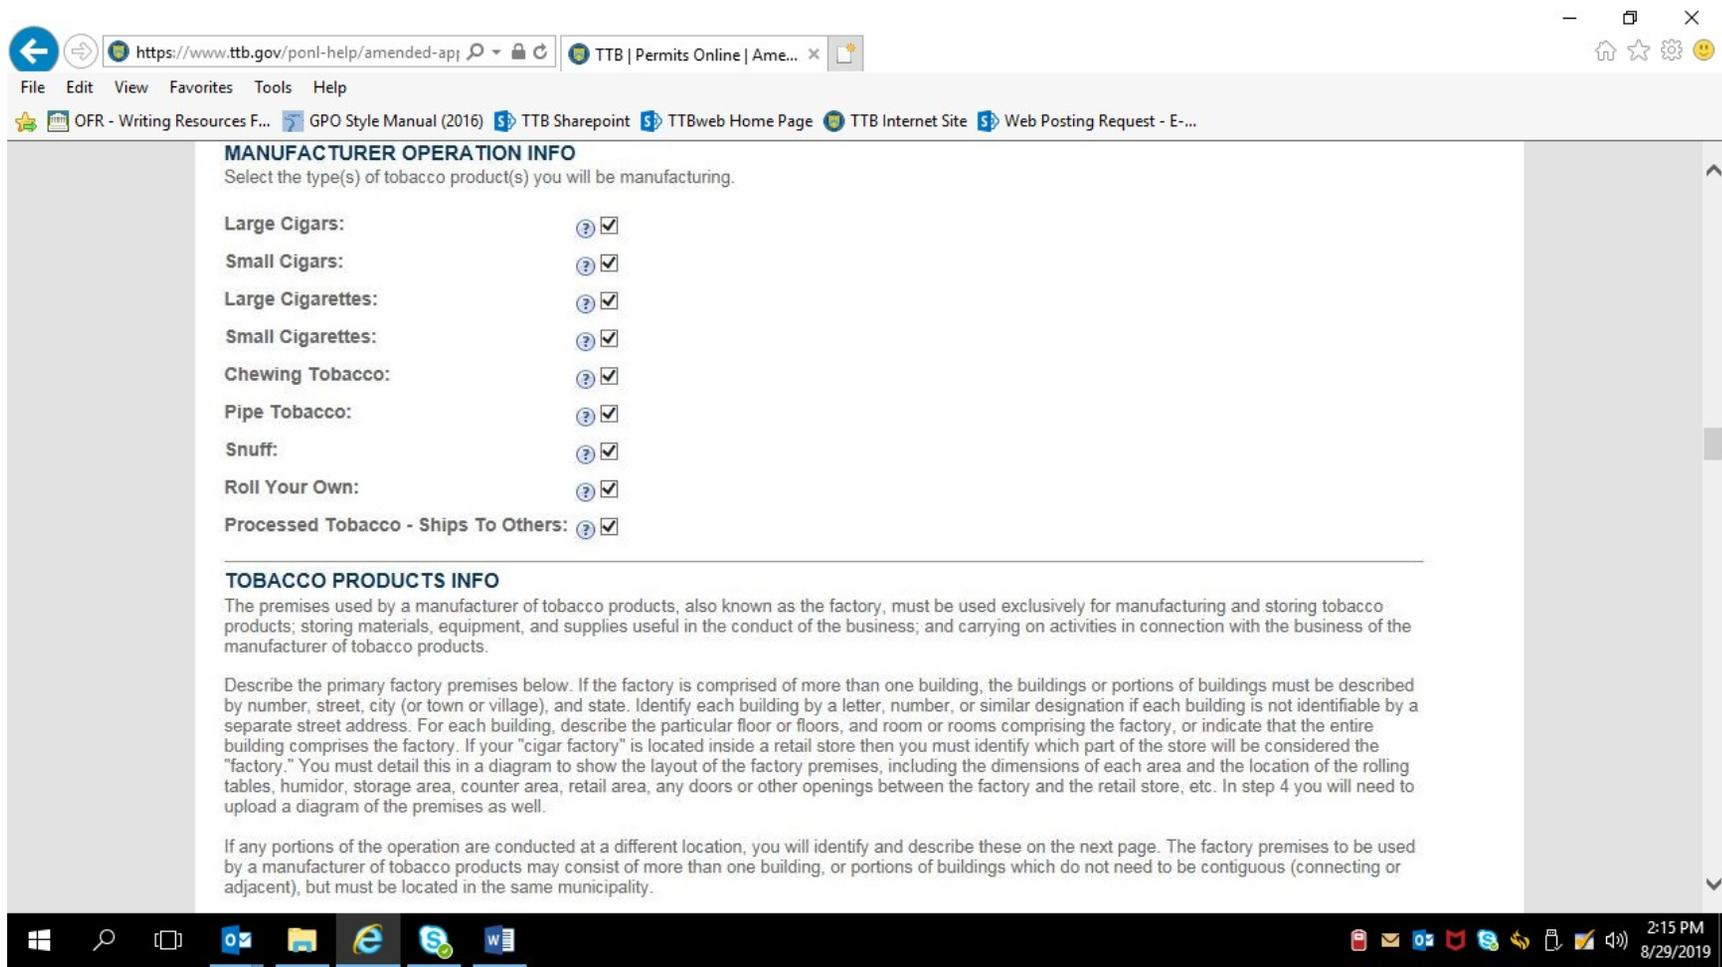 https://www.ttb.gov/ponl-help/amended-apr
TTB | Permits Online | Ame...
File Edit View Favorites Tools Help
OFR - Writing Resources F... GPO Style Manual (2016) TTB Sharepoint TTBweb Home Page TTB Internet Site Web Posting Request - E-...
MANUFACTURER OPERATION INFO
Select the type(s) of tobacco product(s) you will be manufacturing.
Large Cigars:
Small Cigars:
Large Cigarettes:
Small Cigarettes:
Chewing Tobacco:
Pipe Tobacco:
Snuff:
Roll Your Own:
Processed Tobacco - Ships To Others:
TOBACCO PRODUCTS INFO
The premises used by a manufacturer of tobacco products, also known as the factory, must be used exclusively for manufacturing and storing tobacco
products; storing materials, equipment, and supplies useful in the conduct of the business; and carrying on activities in connection with the business of the
manufacturer of tobacco products.
Describe the primary factory premises below. If the factory is comprised of more than one building, the buildings or portions of buildings must be described
by number, street, city (or town or village), and state. Identify each building by a letter, number, or similar designation if each building is not identifiable by a
separate street address. For each building, describe the particular floor or floors, and room or rooms comprising the factory, or indicate that the entire
building comprises the factory. If your "cigar factory" is located inside a retail store then you must identify which part of the store will be considered the
"factory." You must detail this in a diagram to show the layout of the factory premises, including the dimensions of each area and the location of the rolling
tables, humidor, storage area, counter area, retail area, any doors or other openings between the factory and the retail store, etc. In step 4 you will need to
upload a diagram of the premises as well.
If any portions of the operation are conducted at a different location, you will identify and describe these on the next page. The factory premises to be used
by a manufacturer of tobacco products may consist of more than one building, or portions of buildings which do not need to be contiguous (connecting or
adjacent), but must be located in the same municipality.
2:15 PM
8/29/2019